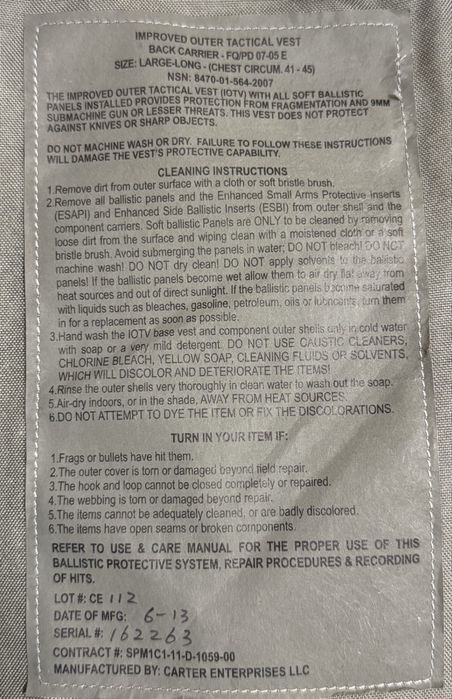 IMPROVED OUTER TACTICAL VEST
BACK CARRIER - FQ/PD 07-05 E
SIZE: LARGE-LONG - (CHEST CIRCUM. 41 - 45)
NSN: 8470-01-564-2007
THE IMPROVED OUTER TACTICAL VEST (IOTV) WITH ALL SOFT BALLISTIC
PANELS INSTALLED PROVIDES PROTECTION FROM FRAGMENTATION AND 9MM
SUBMACHINE GUN OR LESSER THREATS. THIS VEST DOES NOT PROTECT
AGAINST KNIVES OR SHARP OBJECTS.
DO NOT MACHINE WASH OR DRY. FAILURE TO FOLLOW THESE INSTRUCTIONS
WILL DAMAGE THE VEST'S PROTECTIVE CAPABILITY.
CLEANING INSTRUCTIONS
1.Remove dirt from outer surface with a cloth or soft bristle brush.
2.Remove all ballistic panels and the Enhanced Small Arms Protective Inserts
(ESAPI) and Enhanced Side Ballistic Inserts (ESBI) from outer shell and the
component carriers. Soft ballistic Panels are ONLY to be cleaned by removing
loose dirt from the surface and wiping clean with a moistened cloth or a soft
bristle brush. Avoid submerging the panels in water; DO NOT bleach! DO NOT
machine wash! DO NOT dry clean! DO NOT apply solvents to the ballistic
panels! If the ballistic panels become wet allow them to air dry flat away from
heat sources and out of direct sunlight. If the ballistic panels become saturated
with liquids such as bleaches, gasoline, petroleum, oils or lubricants, turn them
in for a replacement as soon as possible.
3.Hand wash the IOTV base vest and component outer shells only in cold water
with soap or a very mild detergent. DO NOT USE CAUSTIC CLEANERS,
CHLORINE BLEACH, YELLOW SOAP, CLEANING FLUIDS OR SOLVENTS,
WHICH WILL DISCOLOR AND DETERIORATE THE ITEMS!
4.Rinse the outer shells very thoroughly in clean water to wash out the soap.
5.Air-dry indoors, or in the shade, AWAY FROM HEAT SOURCES.
6.DO NOT ATTEMPT TO DYE THE ITEM OR FIX THE DISCOLORATIONS.
TURN IN YOUR ITEM IF:
1.Frags or bullets have hit them.
2.The outer cover is torn or damaged beyond field repair.
3.The hook and loop cannot be closed completely or repaired.
4.The webbing is torn or damaged beyond repair.
5.The items cannot be adequately cleaned, or are badly discolored.
6.The items have open seams or broken components.
REFER TO USE & CARE MANUAL FOR THE PROPER USE OF THIS
BALLISTIC PROTECTIVE SYSTEM, REPAIR PROCEDURES & RECORDING
OF HITS.
LOT #: CE 112
DATE OF MFG: 6-13
SERIAL #: 162263
CONTRACT #: SPM1C1-11-D-1059-00
MANUFACTURED BY: CARTER ENTERPRISES LLC